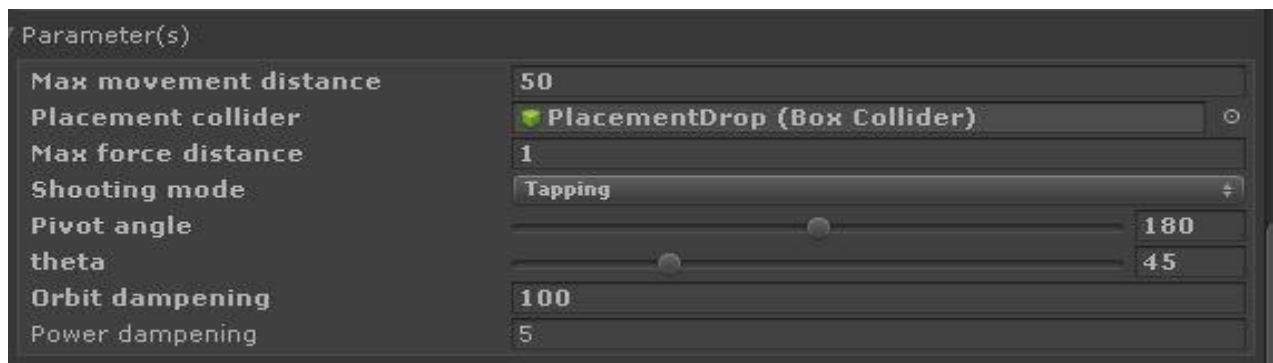 Parameter(s)
Max movement distance 50
Placement collider PlacementDrop (Box Collider)
Max force distance 1
Shooting mode Tapping
Pivot angle 180
theta 45
Orbit dampening 100
Power dampening 5